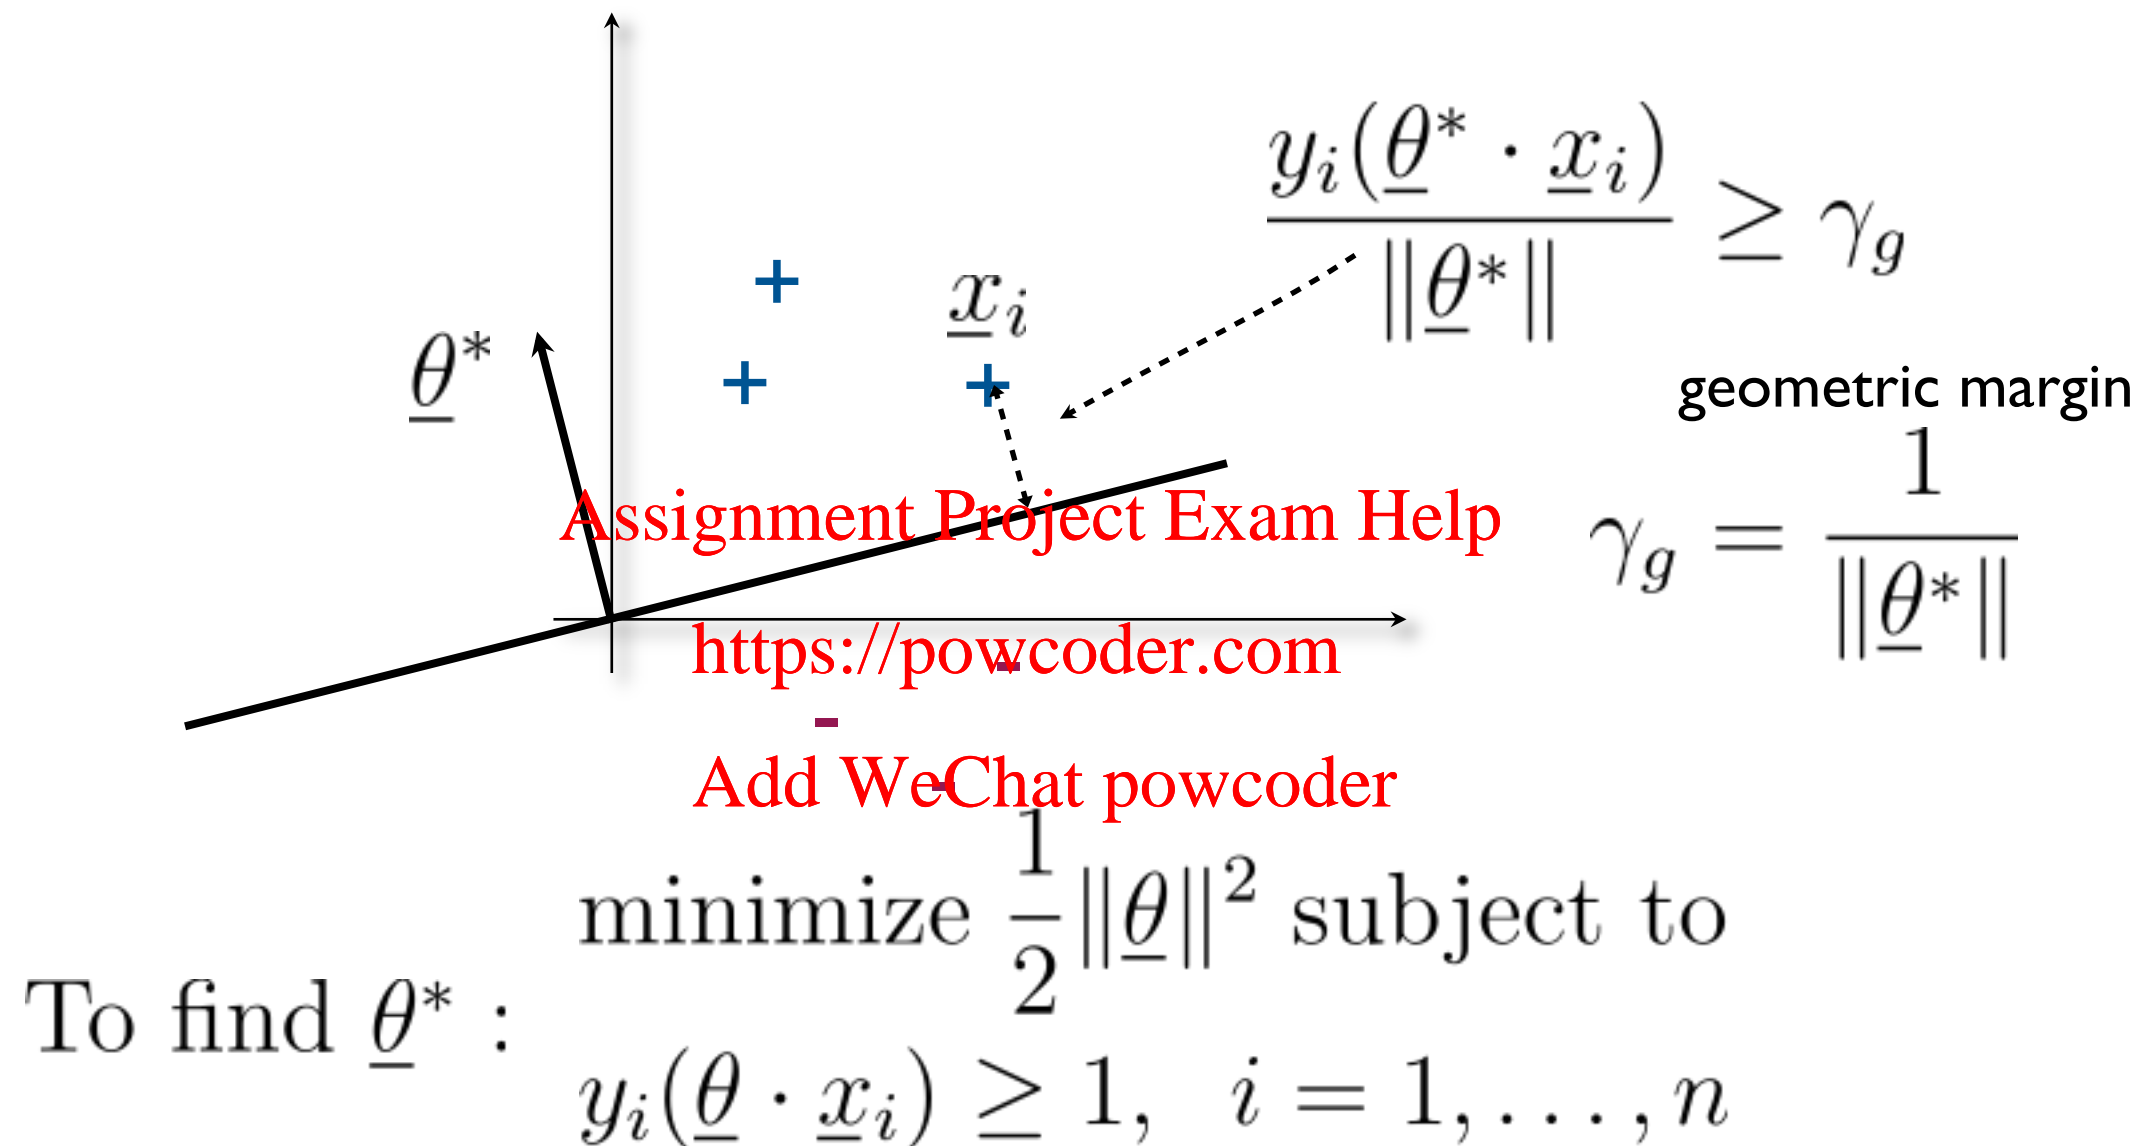 y_i(θ* · x_i) / ||θ*|| ≥ γ_g
x_i
θ*
geometric margin
γ_g = 1 / ||θ*||
Assignment Project Exam Help
https://powcoder.com
Add WeChat powcoder
minimize 1/2 ||θ||² subject to
To find θ* :
y_i(θ · x_i) ≥ 1, i = 1, . . . , n